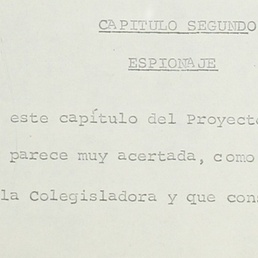 CAPITULO SEGUNDO
ESPIONAJE
este capítulo del Proyecto
parece muy acertada, como
la Colegisladora y que con